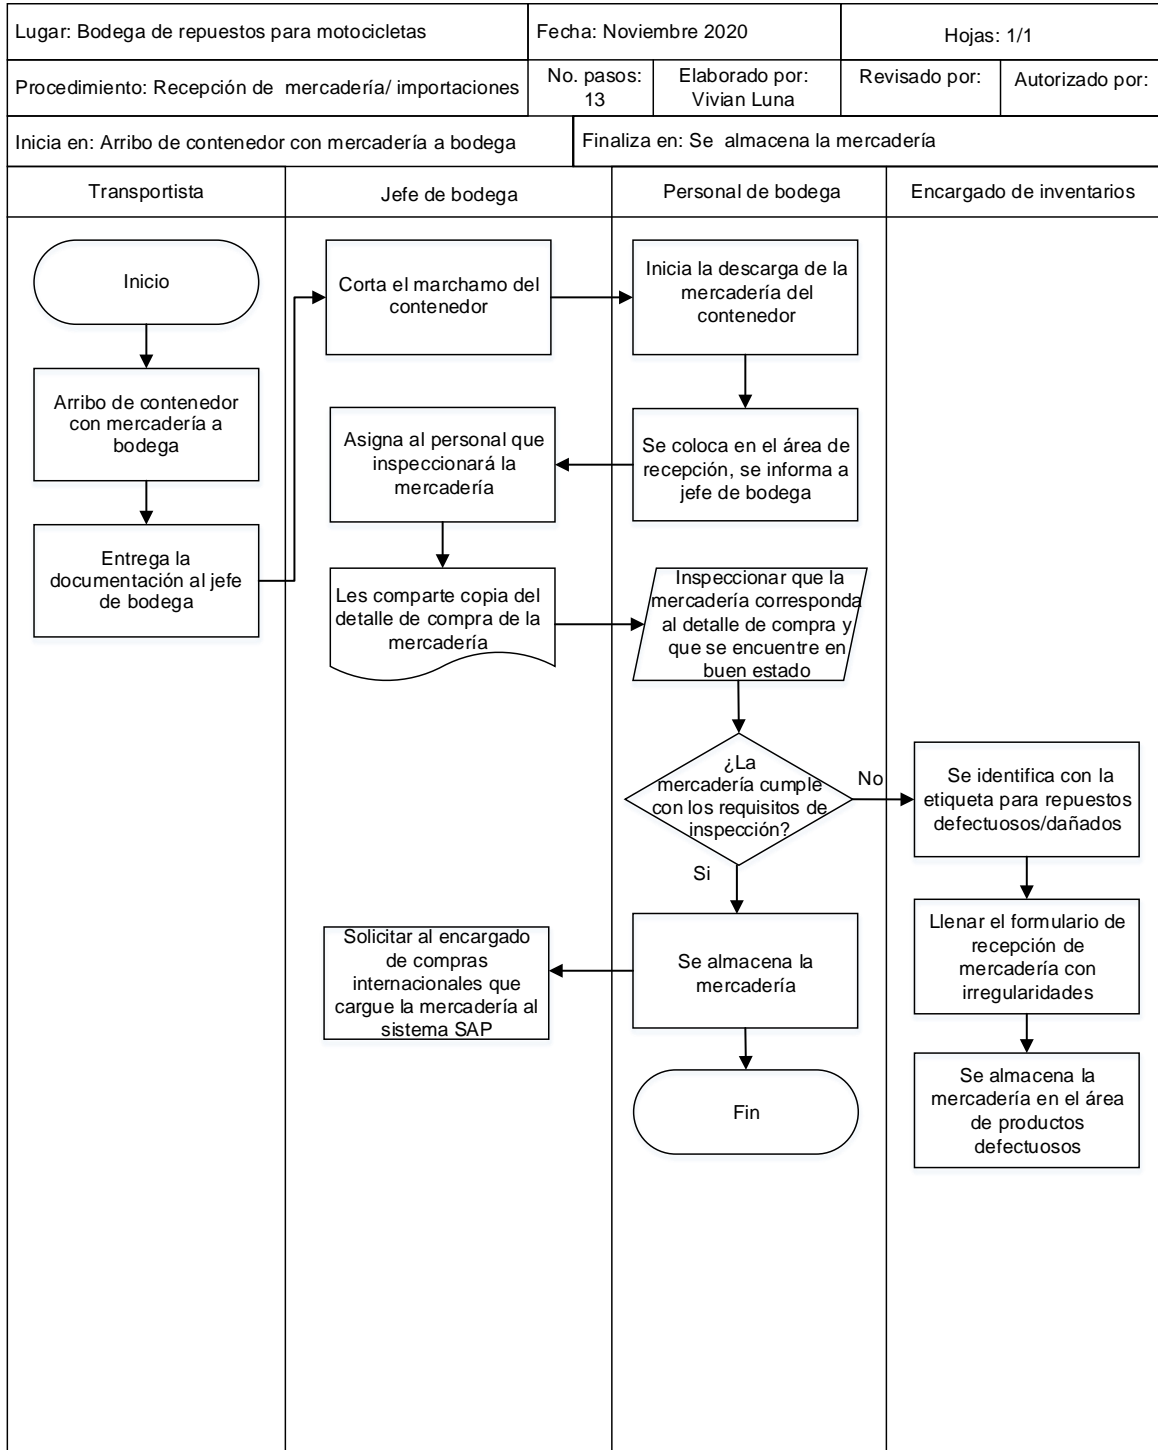 Lugar: Bodega de repuestos para motocicletas
Fecha: Noviembre 2020
Hojas: 1/1
Procedimiento: Recepción de mercadería/ importaciones
No. pasos:
13
Elaborado por:
Vivian Luna
Revisado por:
Autorizado por:
Inicia en: Arribo de contenedor con mercadería a bodega
Finaliza en: Se almacena la mercadería
Transportista
Jefe de bodega
Personal de bodega
Encargado de inventarios
Inicio
Arribo de contenedor
con mercadería a
bodega
Entrega la
documentación al jefe
de bodega
Corta el marchamo del
contenedor
Inicia la descarga de la
mercadería del
contenedor
Se coloca en el área de
recepción, se informa a
jefe de bodega
Asigna al personal que
inspeccionará la
mercadería
Les comparte copia del
detalle de compra de la
mercadería
Inspeccionar que la
mercadería corresponda
al detalle de compra y
que se encuentre en
buen estado
¿La
mercadería cumple
con los requisitos de
inspección?
No
Si
Se identifica con la
etiqueta para repuestos
defectuosos/dañados
Llenar el formulario de
recepción de
mercadería con
irregularidades
Se almacena la
mercadería en el área
de productos
defectuosos
Se almacena la
mercadería
Solicitar al encargado
de compras
internacionales que
cargue la mercadería al
sistema SAP
Fin